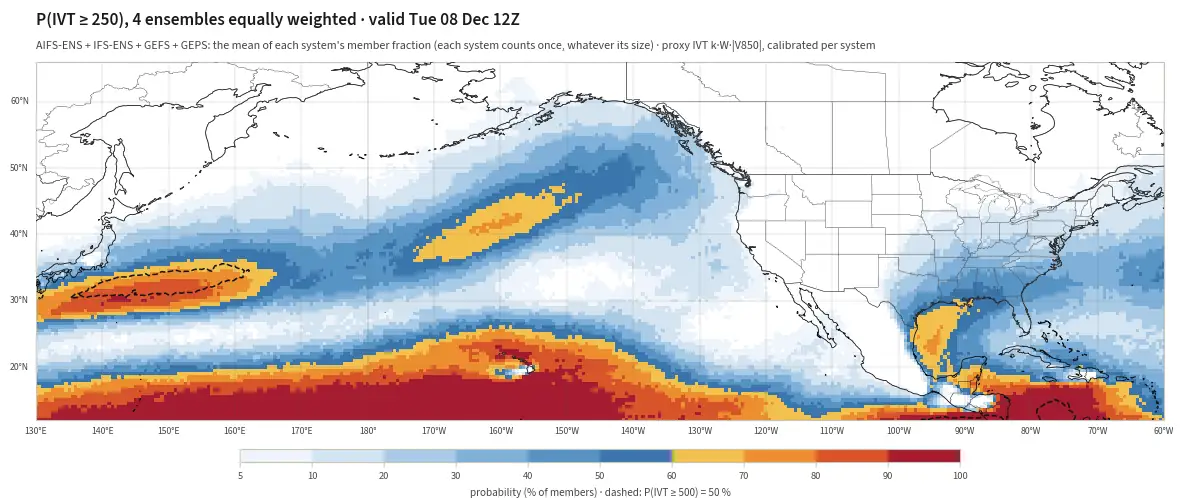 P(IVT ≥ 250), 4 ensembles equally weighted · valid Tue 08 Dec 12Z
AIFS-ENS + IFS-ENS + GEFS + GEPS: the mean of each system's member fraction (each system counts once, whatever its size) · proxy IVT k·W·|V850|, calibrated per system
60°N
50°N
40°N
30°N
20°N
130°E 140°E 150°E 160°E 170°E 180° 170°W 160°W 150°W 140°W 130°W 120°W 110°W 100°W 90°W 80°W 70°W 60°W
5 10 20 30 40 50 60 70 80 90 100
probability (% of members) · dashed: P(IVT ≥ 500) = 50 %